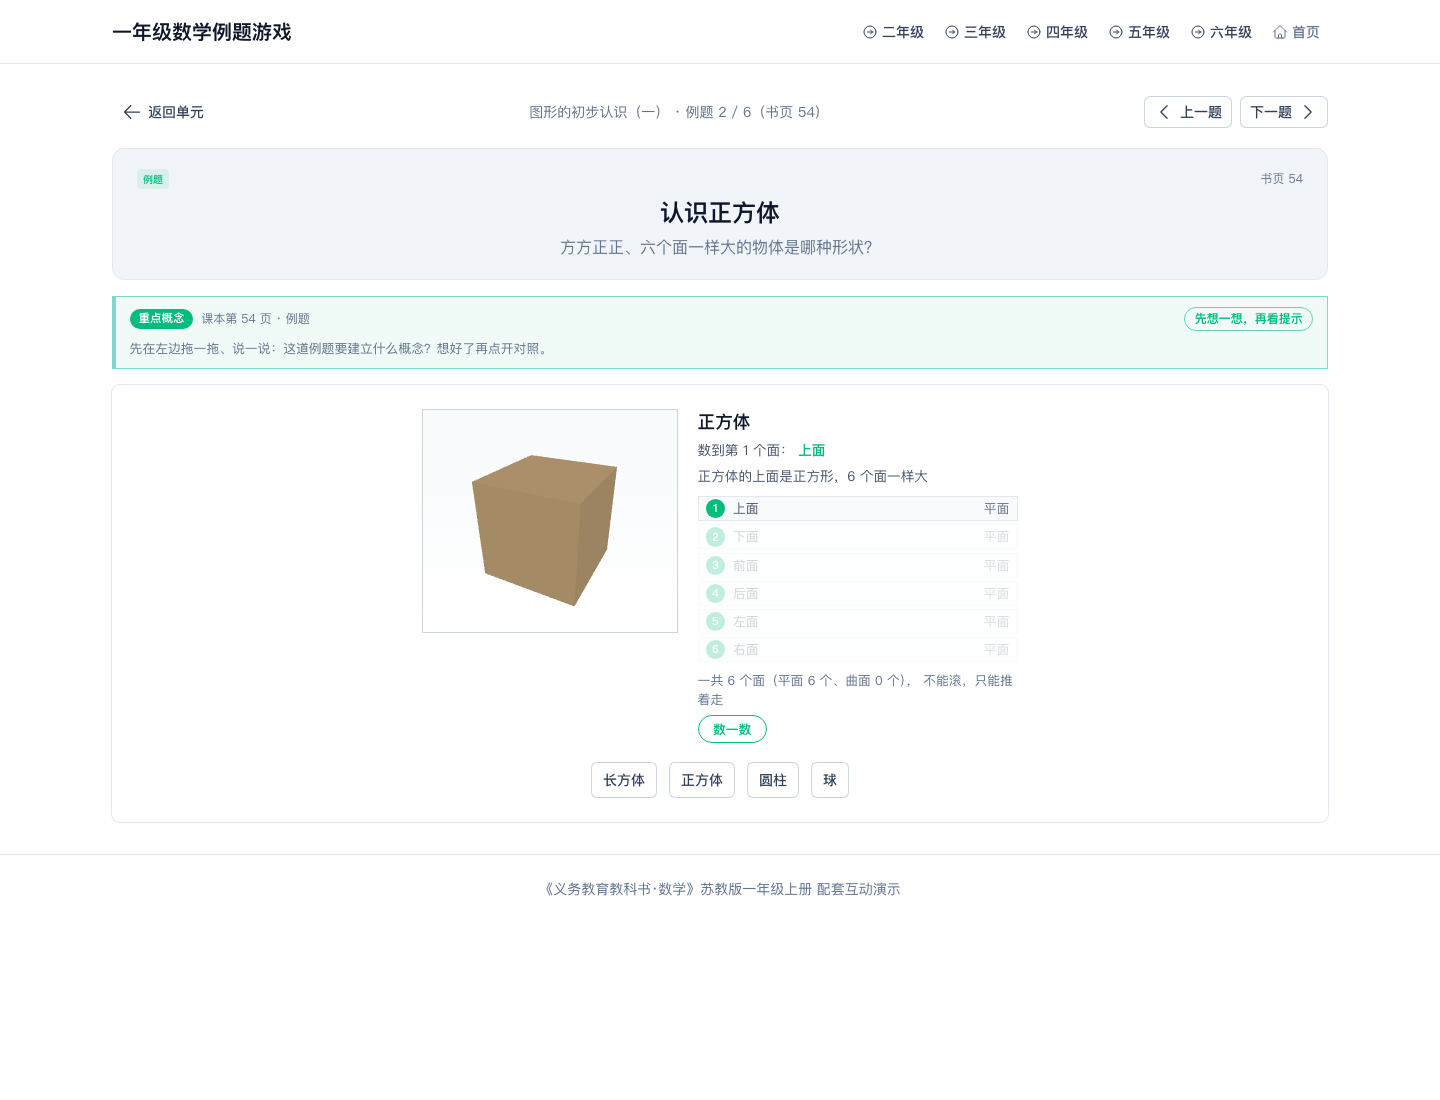 一年级数学例题游戏
二年级 三年级 四年级 五年级 六年级 首页
返回单元
图形的初步认识（一） · 例题 2 / 6（书页 54）
上一题 下一题
例题
书页 54
认识正方体
方方正正、六个面一样大的物体是哪种形状？
重点概念 课本第 54 页 · 例题
先想一想，再看提示
先在左边拖一拖、说一说：这道例题要建立什么概念？想好了再点开对照。
正方体
数到第 1 个面： 上面
正方体的上面是正方形，6 个面一样大
1 上面 平面
2 下面 平面
3 前面 平面
4 后面 平面
5 左面 平面
6 右面 平面
一共 6 个面（平面 6 个、曲面 0 个）， 不能滚，只能推
着走
数一数
长方体 正方体 圆柱 球
《义务教育教科书·数学》苏教版一年级上册 配套互动演示